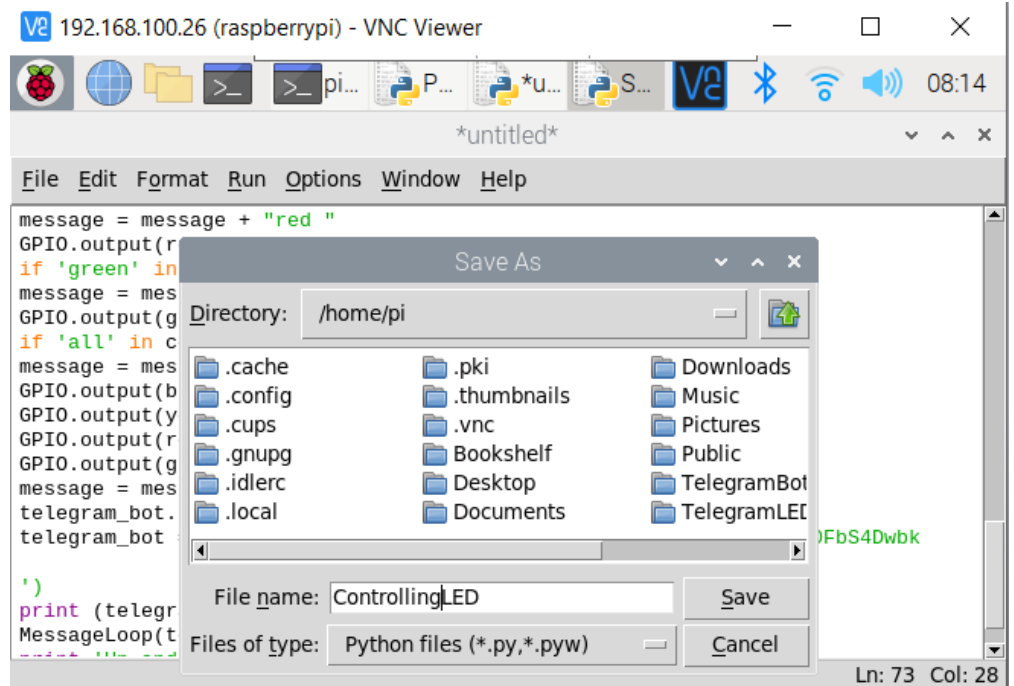 192.168.100.26 (raspberrypi) - VNC Viewer
pi... P... *u... S... 08:14
*untitled*
File Edit Format Run Options Window Help
message = message + "red "
GPIO.output(r
if 'green' in
message = mes
GPIO.output(g
if 'all' in c
message = mes
GPIO.output(b
GPIO.output(y
GPIO.output(r
GPIO.output(g
message = mes
telegram_bot.
telegram_bot
FbS4Dwbk
')
print (telegr
MessageLoop(t
Save As
Directory: /home/pi
.cache .pki Downloads
.config .thumbnails Music
.cups .vnc Pictures
.gnupg Bookshelf Public
.idlerc Desktop TelegramBot
.local Documents TelegramLED
File name: ControllingLED Save
Files of type: Python files (*.py,*.pyw) Cancel
Ln: 73 Col: 28